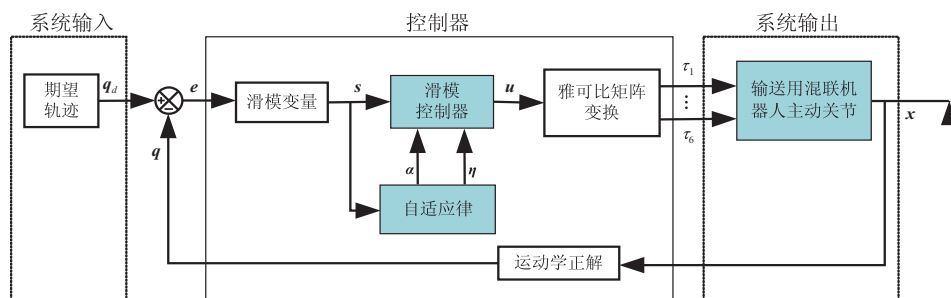 系统输入
控制器
系统输出
期望
轨迹
q_d
e
滑模变量
s
滑模
控制器
u
雅可比矩阵
变换
τ₁
⋮
τ₆
输送用混联机
器人主动关节
x
q
α
η
自适应律
运动学正解